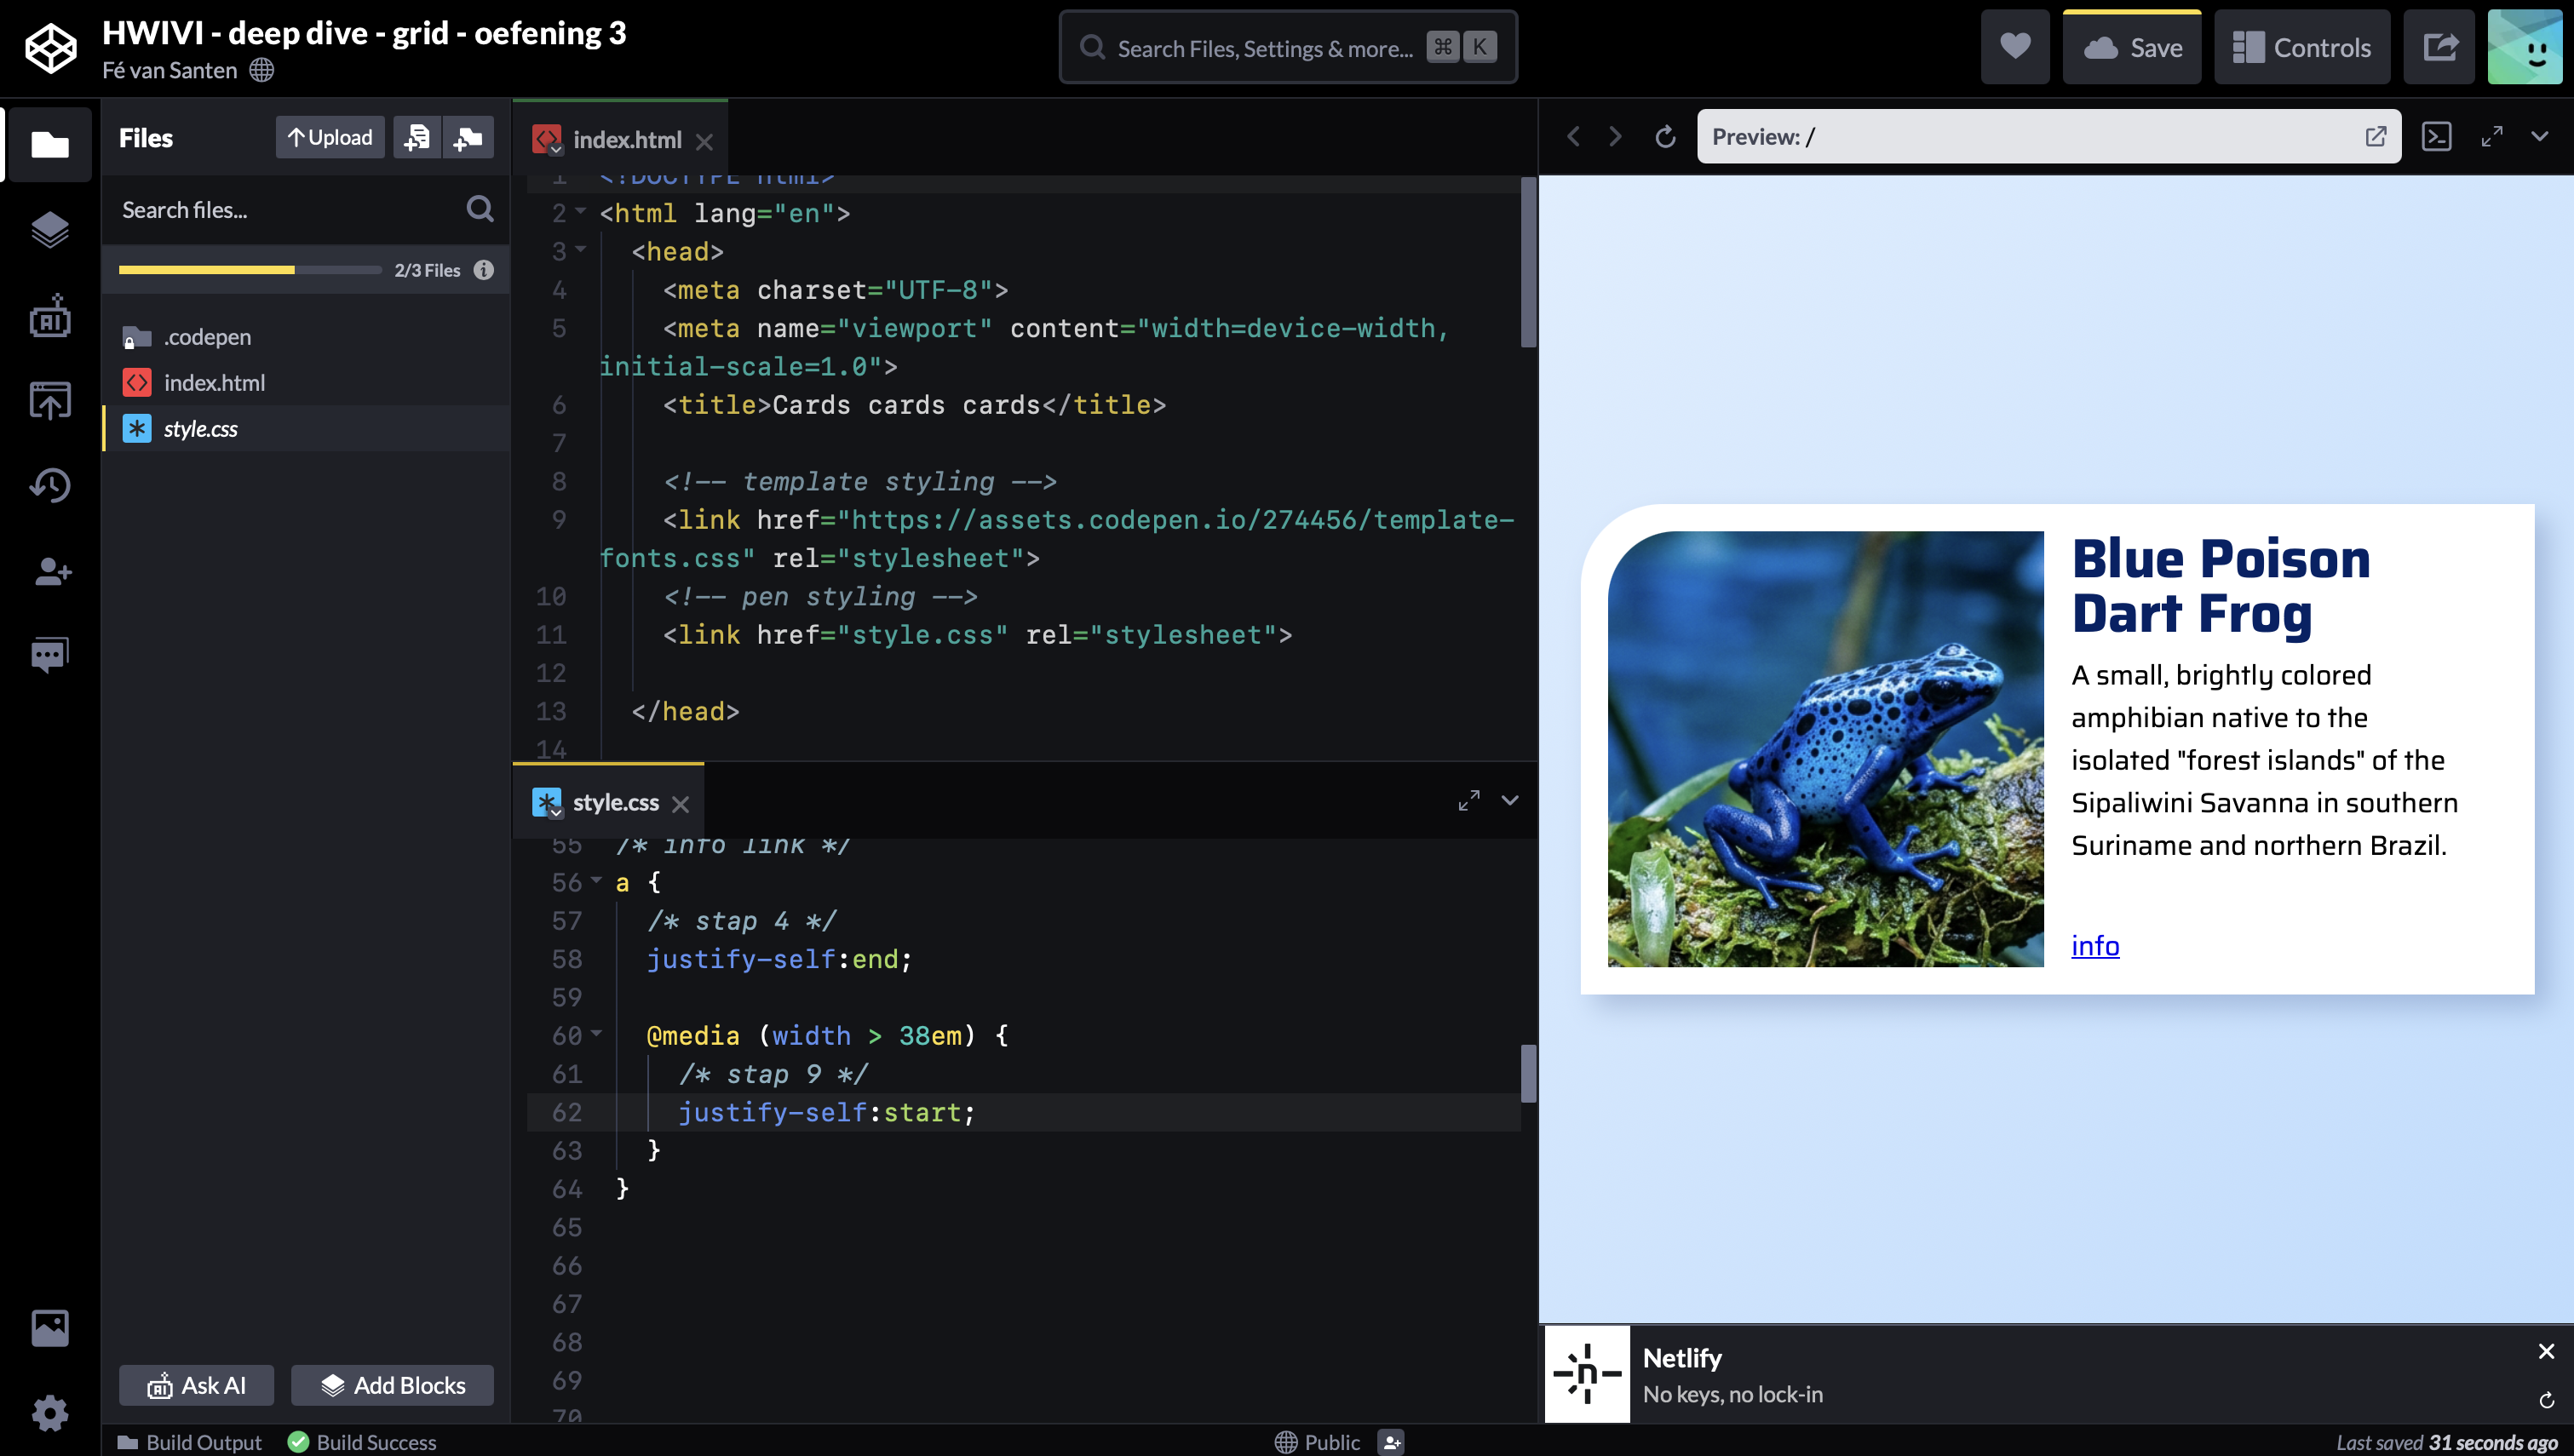 HWIVI - deep dive - grid - oefening 3
Fé van Santen
Search Files, Settings & more...
⌘ K
Save
Controls
Files
Upload
Search files...
2/3 Files
.codepen
index.html
style.css
Ask AI
Add Blocks
index.html
1 <!DOCTYPE html>
2 <html lang="en">
3 <head>
4 <meta charset="UTF-8">
5 <meta name="viewport" content="width=device-width,
initial-scale=1.0">
6 <title>Cards cards cards</title>
7
8 <!-- template styling -->
9 <link href="https://assets.codepen.io/274456/template-
fonts.css" rel="stylesheet">
10 <!-- pen styling -->
11 <link href="style.css" rel="stylesheet">
12
13 </head>
14
style.css
55 /* info link */
56 a {
57 /* stap 4 */
58 justify-self:end;
59
60 @media (width > 38em) {
61 /* stap 9 */
62 justify-self:start;
63 }
64 }
65
66
67
68
69
70
Preview: /
Blue Poison
Dart Frog
A small, brightly colored
amphibian native to the
isolated "forest islands" of the
Sipaliwini Savanna in southern
Suriname and northern Brazil.
info
n
Netlify
No keys, no lock-in
Build Output
Build Success
Public
Last saved 31 seconds ago